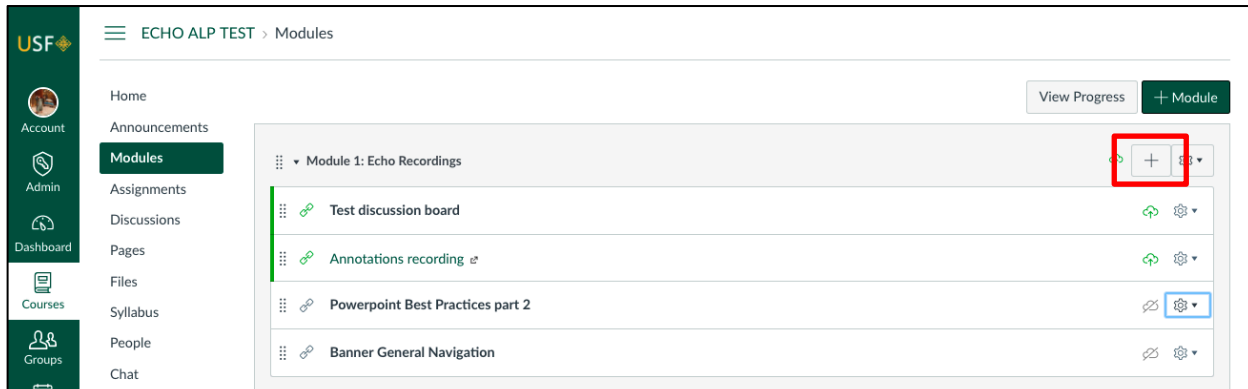 USF
ECHO ALP TEST > Modules
Account
Admin
Dashboard
Courses
Groups
Home
Announcements
Modules
Assignments
Discussions
Pages
Files
Syllabus
People
Chat
View Progress
+ Module
Module 1: Echo Recordings
Test discussion board
Annotations recording
Powerpoint Best Practices part 2
Banner General Navigation